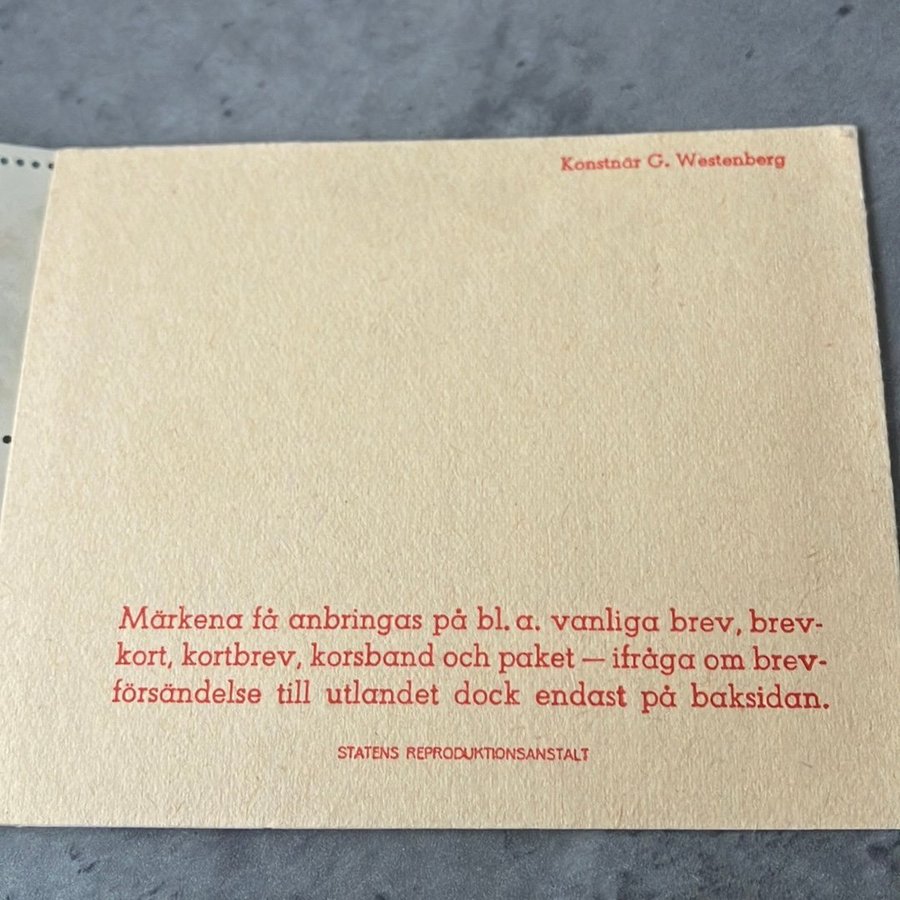 Konstnär G. Westenberg
Märkena få anbringas på bl. a. vanliga brev, brev-
kort, kortbrev, korsband och paket — ifråga om brev-
försändelse till utlandet dock endast på baksidan.
STATENS REPRODUKTIONSANSTALT